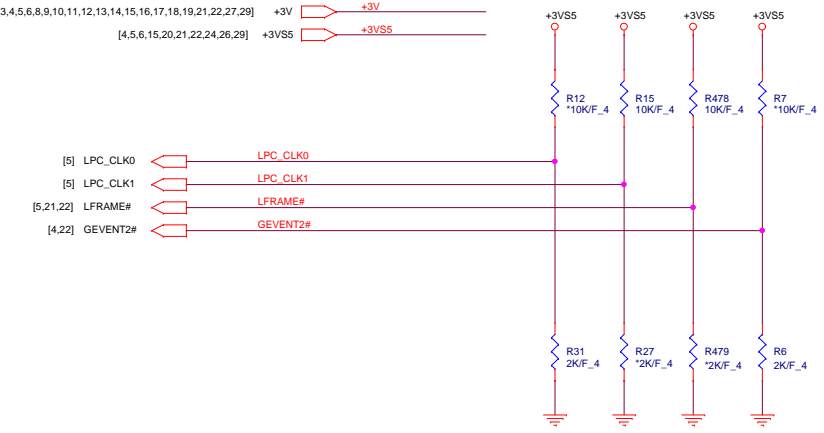 3,4,5,6,8,9,10,11,12,13,14,15,16,17,18,19,21,22,27,29] +3V +3V
[4,5,6,15,20,21,22,24,26,29] +3VS5 +3VS5
+3VS5 +3VS5 +3VS5 +3VS5
R12 R15 R478 R7
*10K/F_4 10K/F_4 10K/F_4 *10K/F_4
[5] LPC_CLK0 LPC_CLK0
[5] LPC_CLK1 LPC_CLK1
[5,21,22] LFRAME# LFRAME#
[4,22] GEVENT2# GEVENT2#
R31 R27 R479 R6
2K/F_4 *2K/F_4 *2K/F_4 2K/F_4